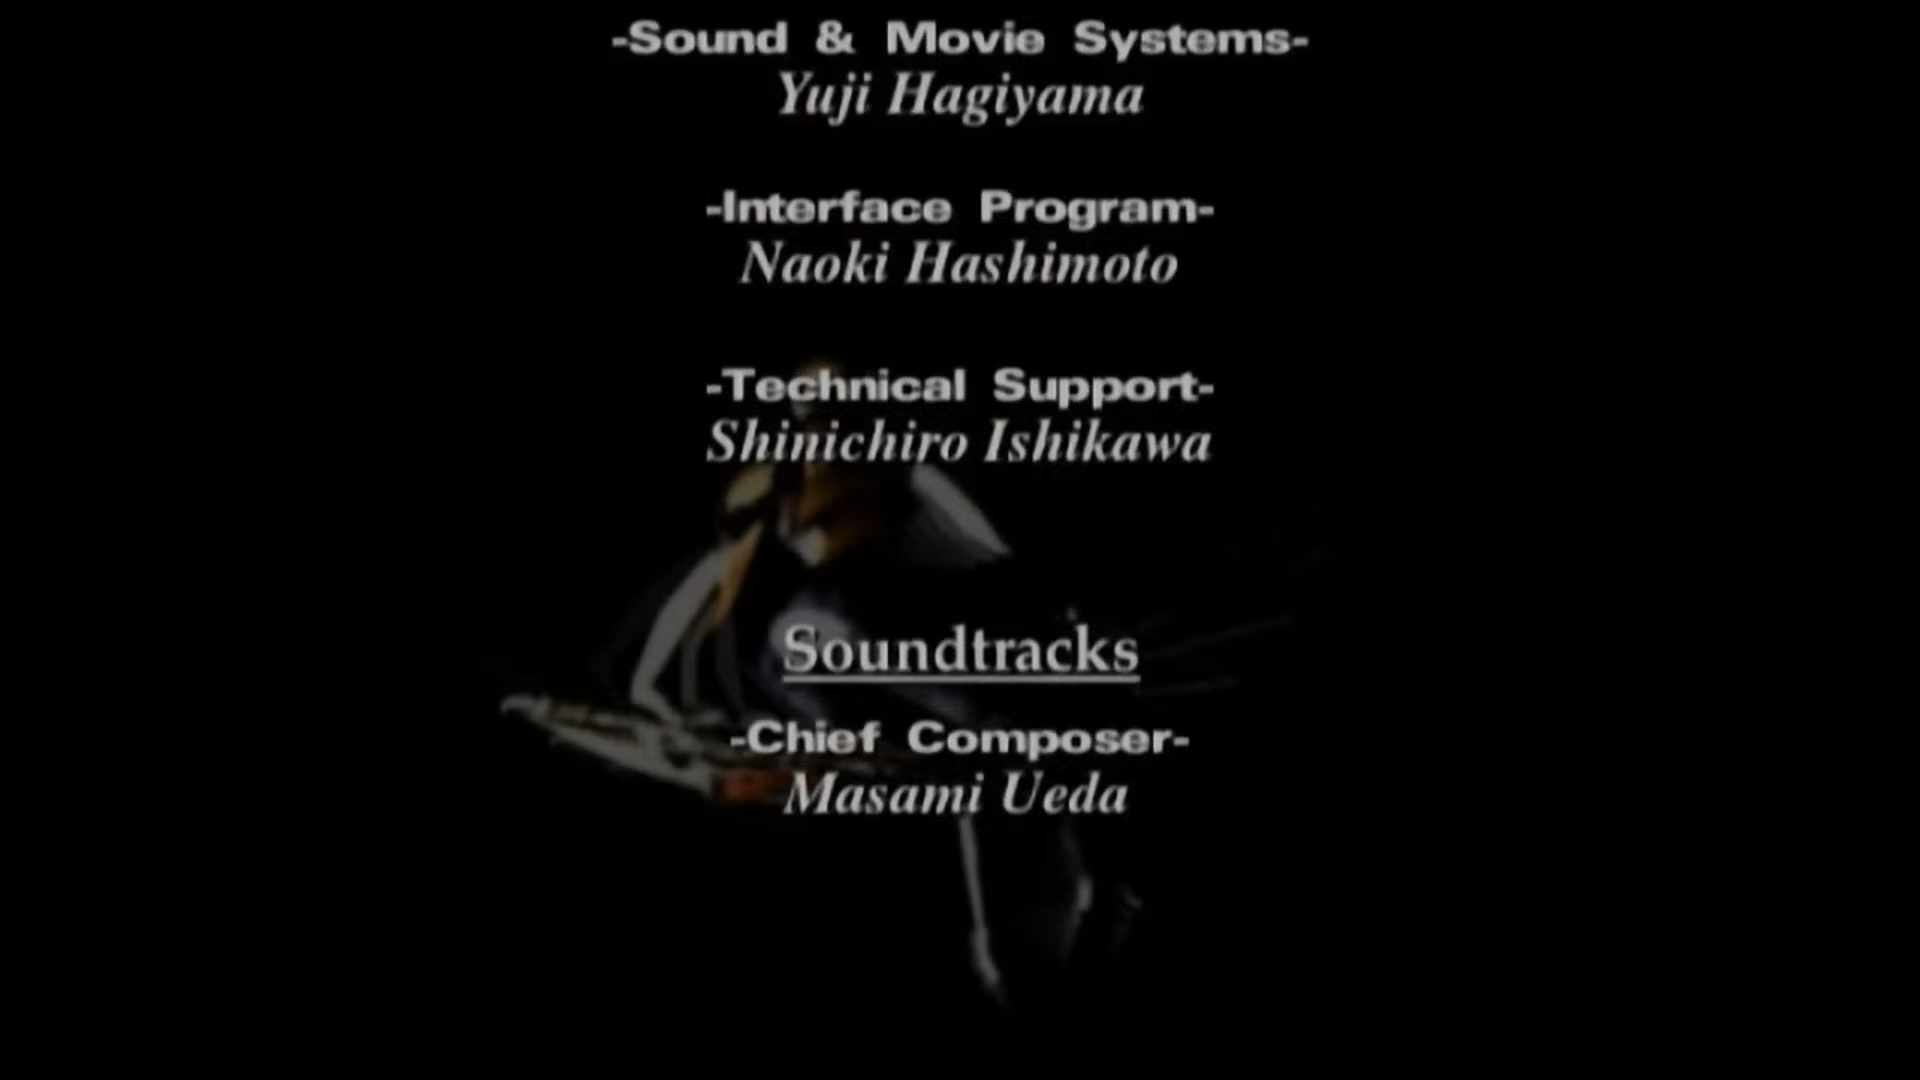 -Sound & Movie Systems-
Yuji Hagiyama
-Interface Program-
Naoki Hashimoto
-Technical Support-
Shinichiro Ishikawa
Soundtracks
-Chief Composer-
Masami Ueda